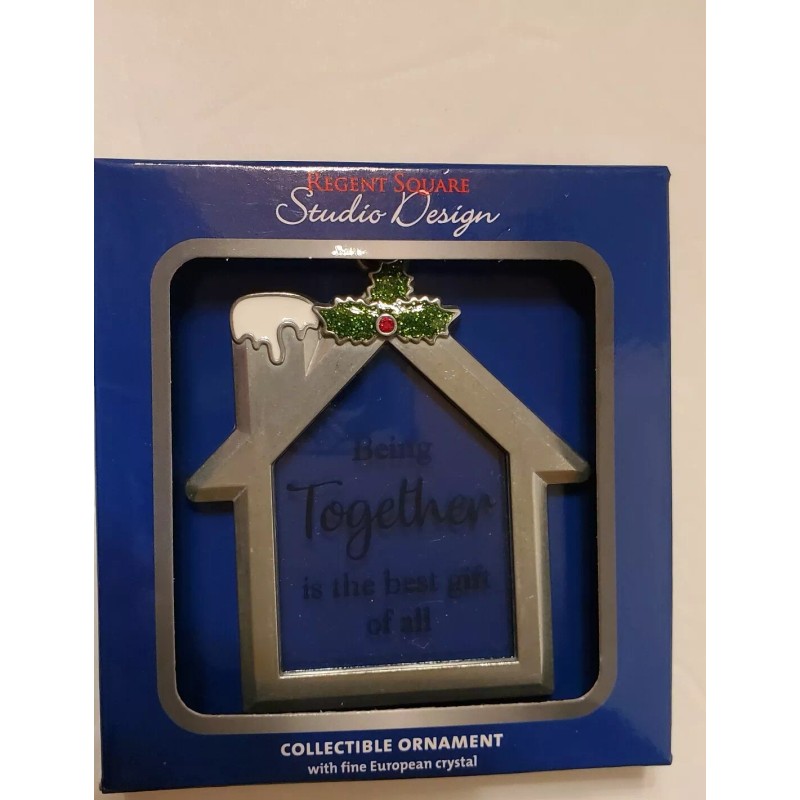 REGENT SQUARE
Studio Design
Being
Together
is the best gift
of all
COLLECTIBLE ORNAMENT
with fine European crystal